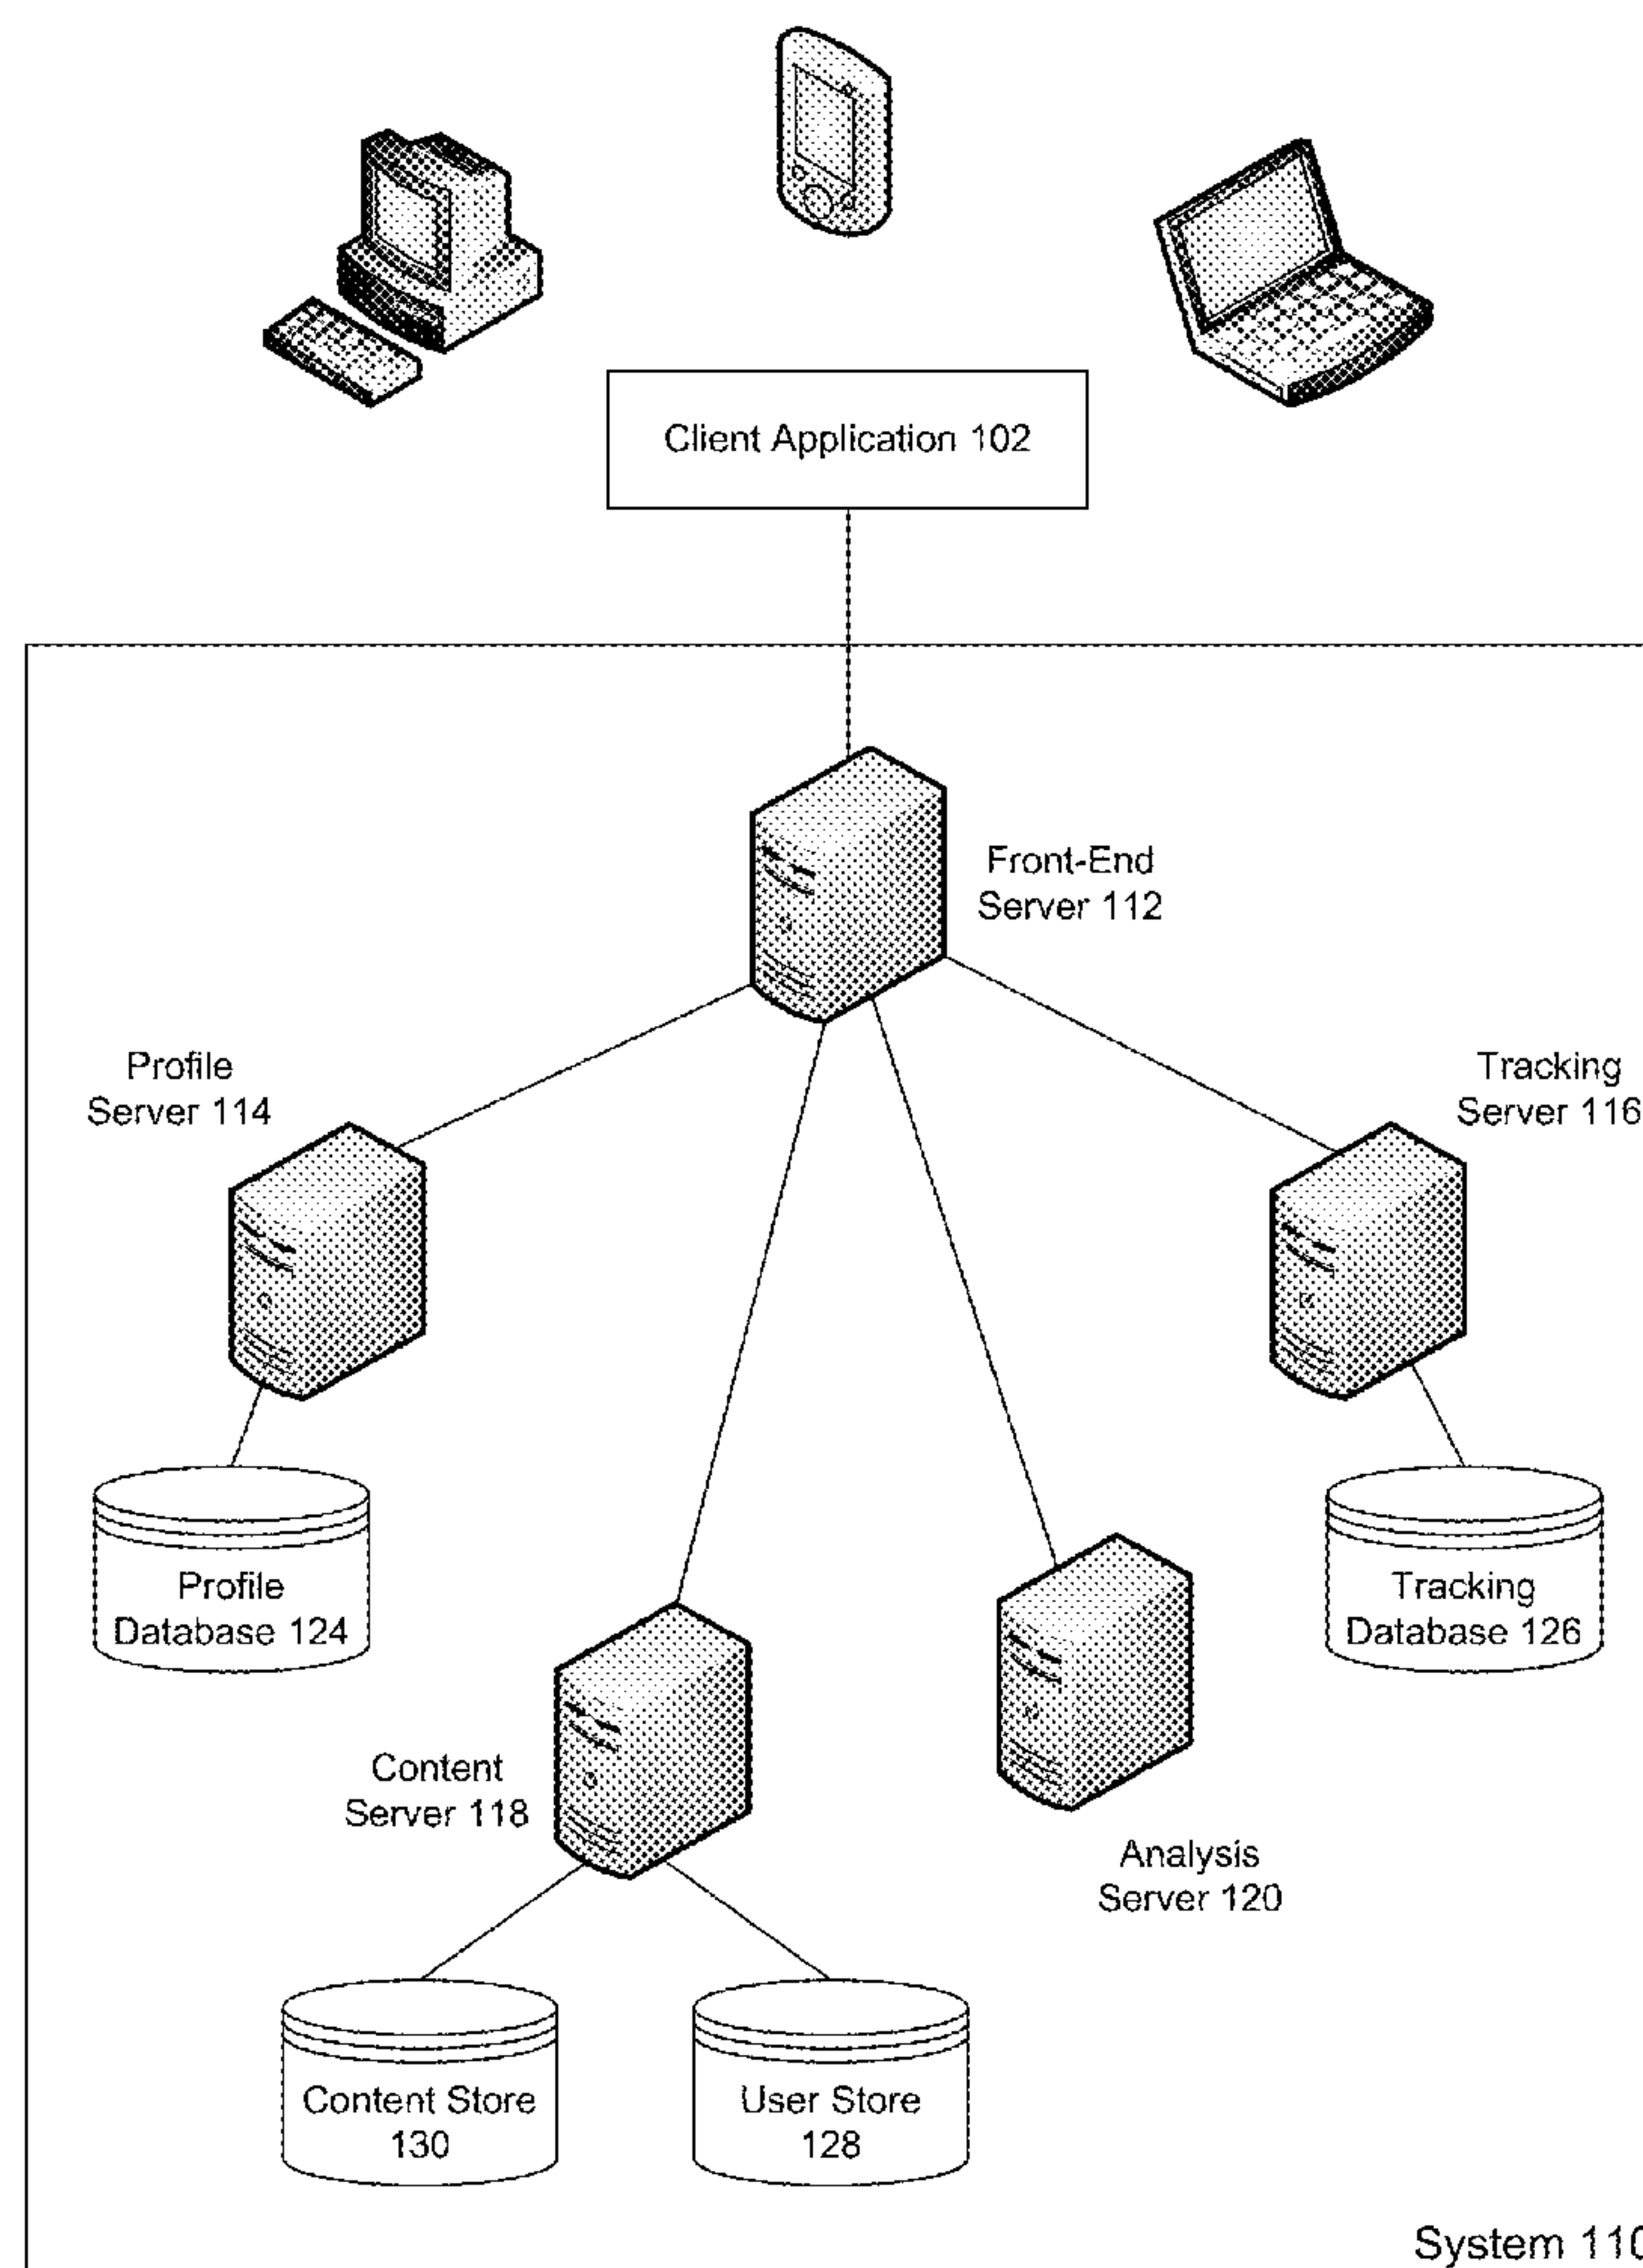 Client Application 102
Front-End
Server 112
Profile
Server 114
Tracking
Server 116
Profile
Database 124
Tracking
Database 126
Content
Server 118
Analysis
Server 120
Content Store
130
User Store
128
System 110